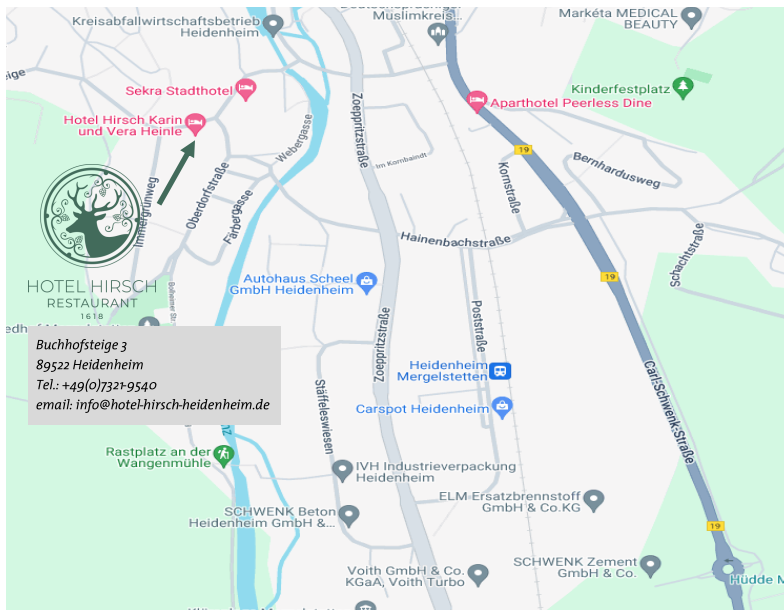 Kreisabfallwirtschaftsbetrieb
Heidenheim
Muslimkreis...
Markéta MEDICAL
BEAUTY
eige
Sekra Stadthotel
Kinderfestplatz
Aparthotel Peerless Dine
Hotel Hirsch Karin
und Vera Heinle
Zoeppritzstraße
Webergasse
19
Im Kornbaindt
Bernhardusweg
Kornstraße
Immergrünweg
Oberdorfstraße
Färbergasse
Hainenbachstraße
Schachtstraße
19
Autohaus Scheel
GmbH Heidenheim
HOTEL HIRSCH
RESTAURANT
1618
Poststraße
Zoeppritzstraße
Buchhofsteige 3
89522 Heidenheim
Tel.: +49(0)7321-9540
email: info@hotel-hirsch-heidenheim.de
Heidenheim
Mergelstetten
Carl-Schwenk-Straße
Stäffeleswiesen
Carspot Heidenheim
Rastplatz an der
Wangenmühle
IVH Industrieverpackung
Heidenheim
ELM Ersatzbrennstoff
GmbH & Co.KG
SCHWENK Beton
Heidenheim GmbH &...
19
SCHWENK Zement
GmbH & Co.
Voith GmbH & Co.
KGaA, Voith Turbo
Hüdde M